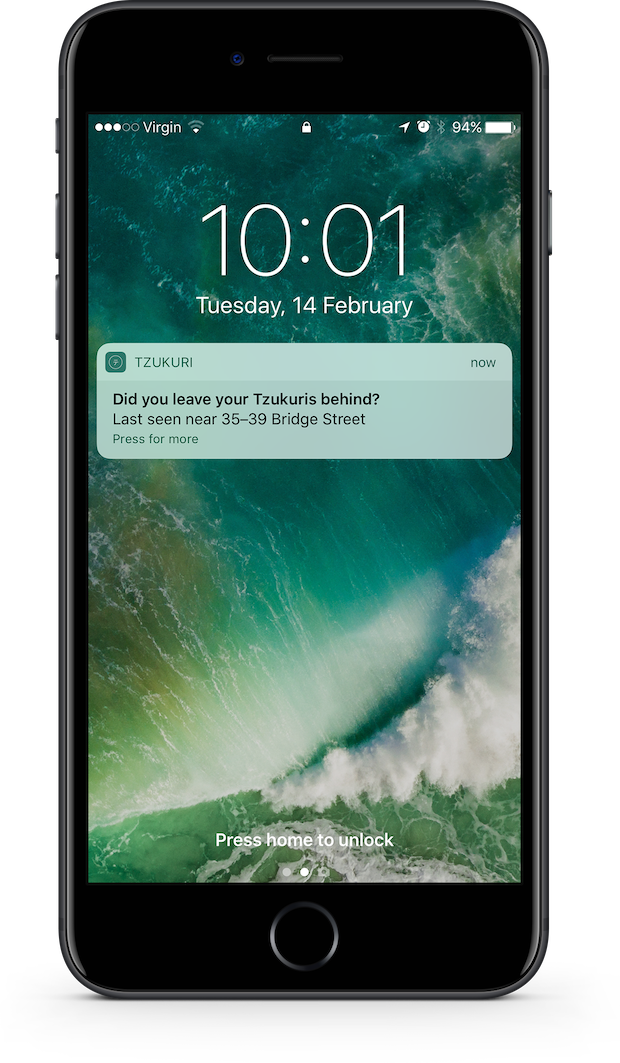 Virgin 94%
10:01
Tuesday, 14 February
TZUKURI now
Did you leave your Tzukuris behind?
Last seen near 35–39 Bridge Street
Press for more
Press home to unlock